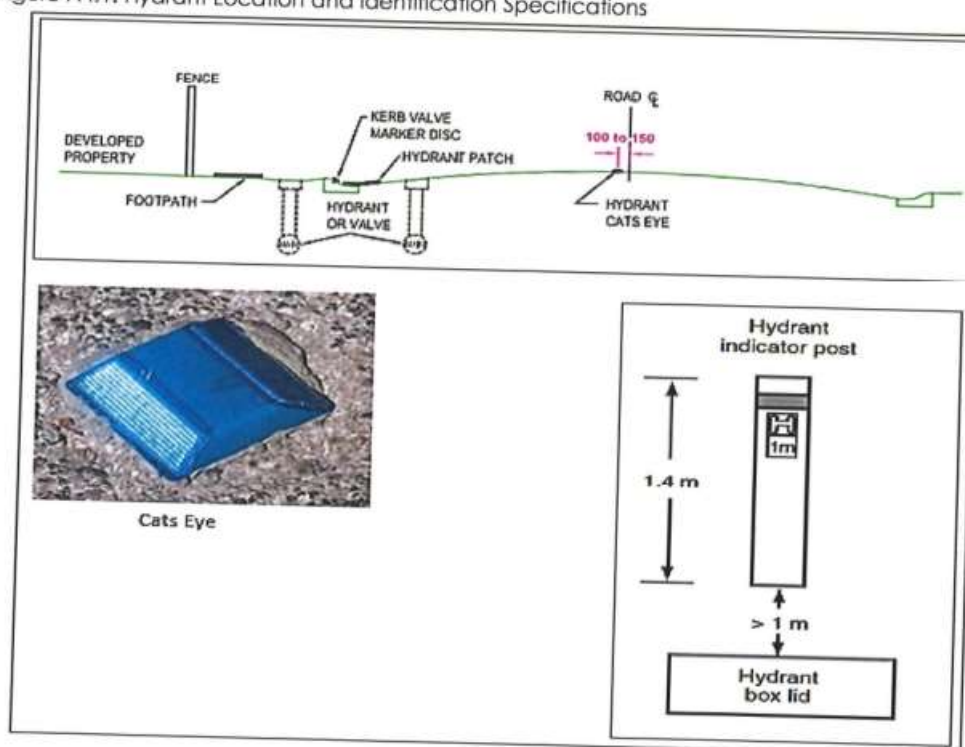 Hydrant Location and Identification Specifications
FENCE
ROAD ℄
KERB VALVE
MARKER DISC
100 to 150
DEVELOPED
PROPERTY
HYDRANT PATCH
FOOTPATH
HYDRANT
OR VALVE
HYDRANT
CATS EYE
Cats Eye
Hydrant
indicator post
H
1m
1.4 m
> 1 m
Hydrant
box lid